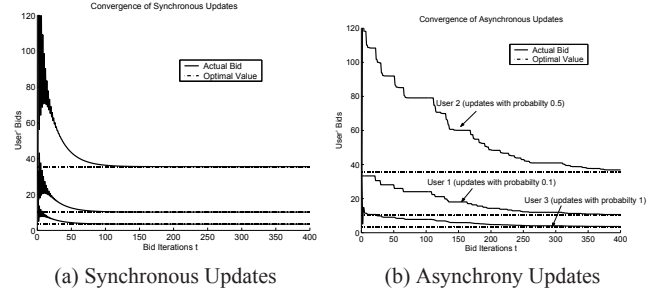 Convergence of Synchronous Updates
120
100
80
60
40
20
0
User' Bids
Actual Bid
Optimal Value
0 50 100 150 200 250 300 350 400
Bid Iterations t
(a) Synchronous Updates
Convergence of Asynchronous Updates
120
100
80
60
40
20
0
User' Bids
Actual Bid
Optimal Value
User 2 (updates with probabilty 0.5)
User 1 (updates with probabilty 0.1)
User 3 (updates with probabilty 1)
0 50 100 150 200 250 300 350 400
Bid Iterations t
(b) Asynchrony Updates